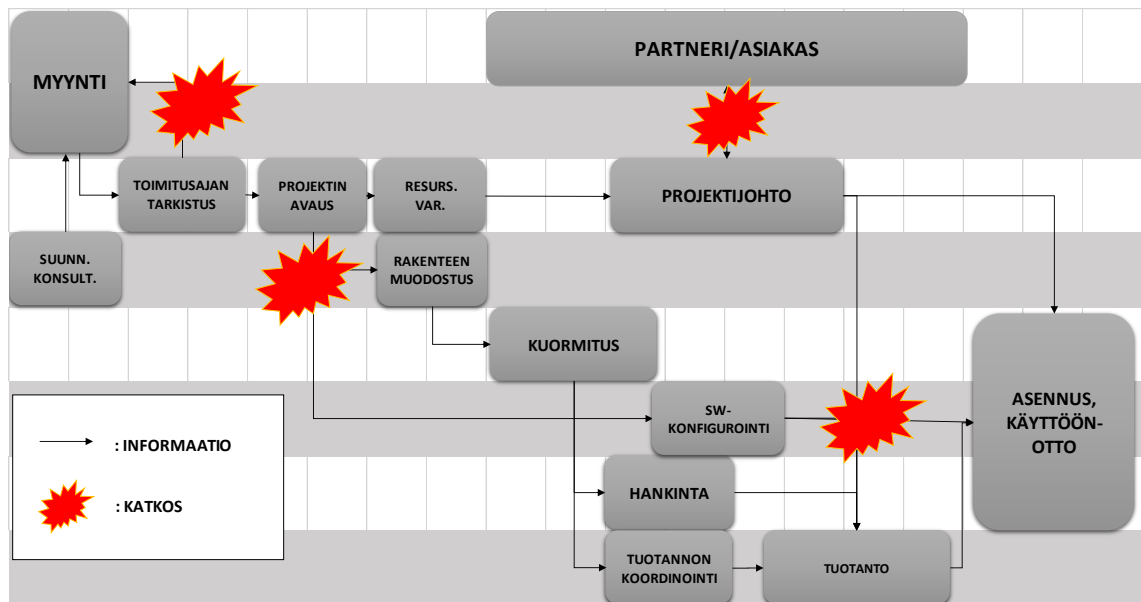 MYYNTI
PARTNERI/ASIAKAS
TOIMITUSAJAN
TARKISTUS
PROJEKTIN
AVAUS
RESURS.
VAR.
PROJEKTIJOHTO
SUUNN.
KONSULT.
RAKENTEEN
MUODOSTUS
KUORMITUS
SW-
KONFIGUROINTI
ASENNUS,
KÄYTTÖÖN-
OTTO
: INFORMAATIO
: KATKOS
HANKINTA
TUOTANNON
KOORDINOINTI
TUOTANTO